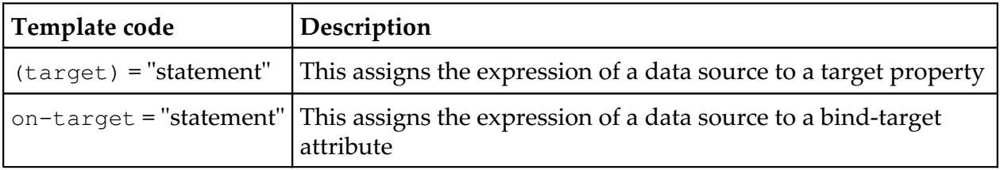 Template code Description
(target) = "statement" This assigns the expression of a data source to a target property
on-target = "statement" This assigns the expression of a data source to a bind-target
attribute